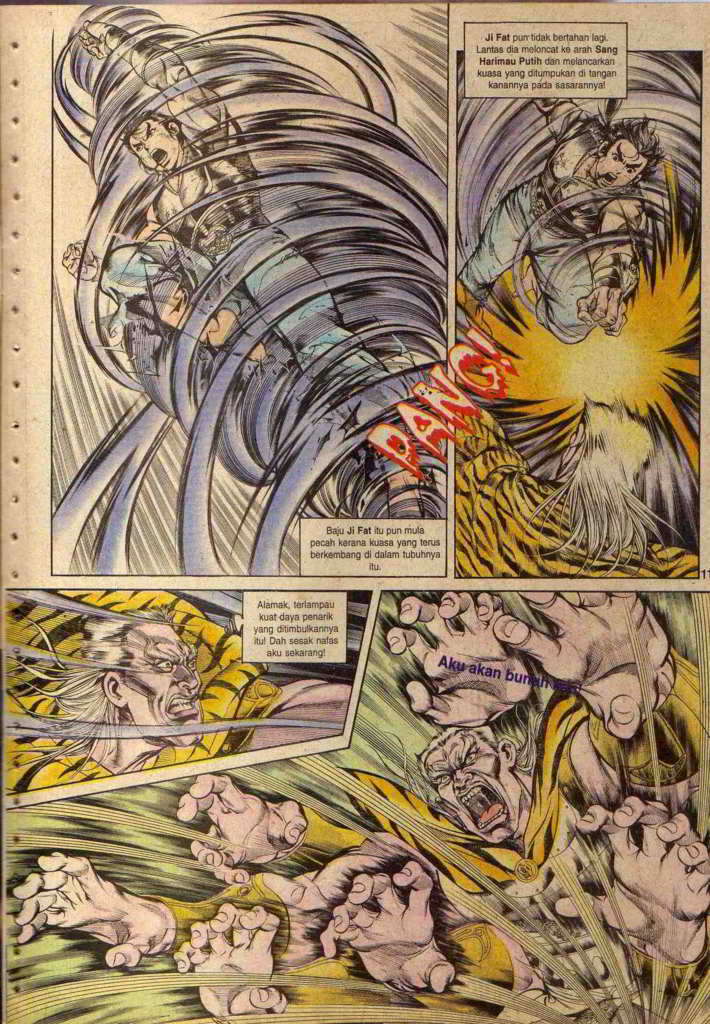 Baju Ji Fat itu pun mula
pecah kerana kuasa yang terus
berkembang di dalam tubuhnya
itu.
PANG!
Ji Fat pun tidak bertahan lagi.
Lantas dia meloncat ke arah Sang
Harimau Putih dan melancarkan
kuasa yang ditumpukan di tangan
kanannya pada sasarannya!
11
Alamak, terlampau
kuat daya penarik
yang ditimbulkannya
itu! Dah sesak nafas
aku sekarang!
Aku akan bunuh